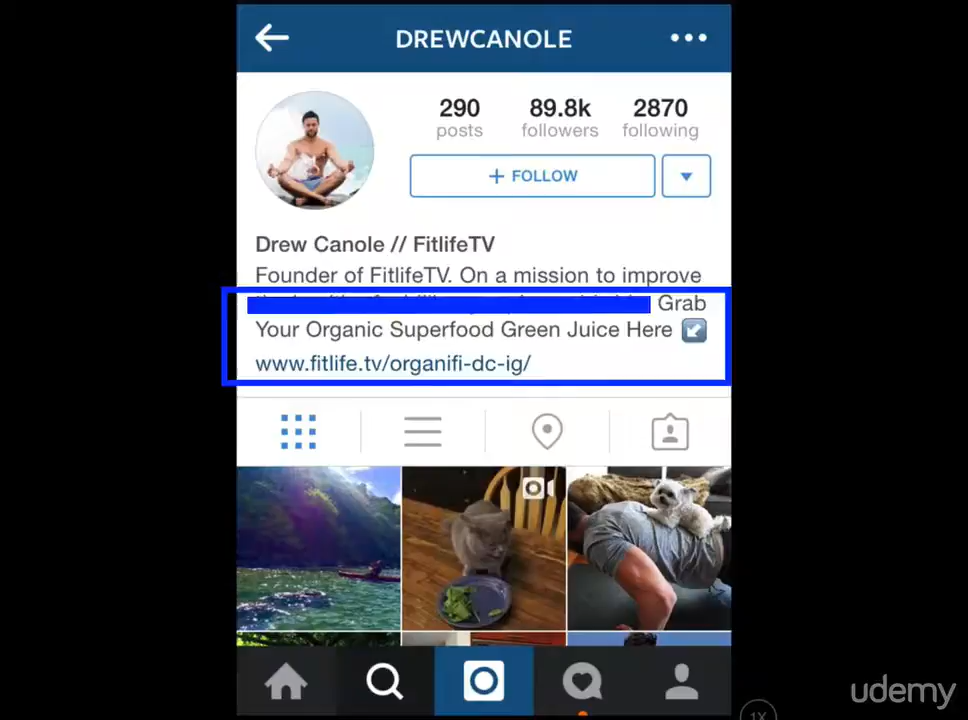 DREWCANOLE
290 89.8k 2870
posts followers following
+ FOLLOW
Drew Canole // FitlifeTV
Founder of FitlifeTV. On a mission to improve
Grab
Your Organic Superfood Green Juice Here
www.fitlife.tv/organifi-dc-ig/
udemy
1X